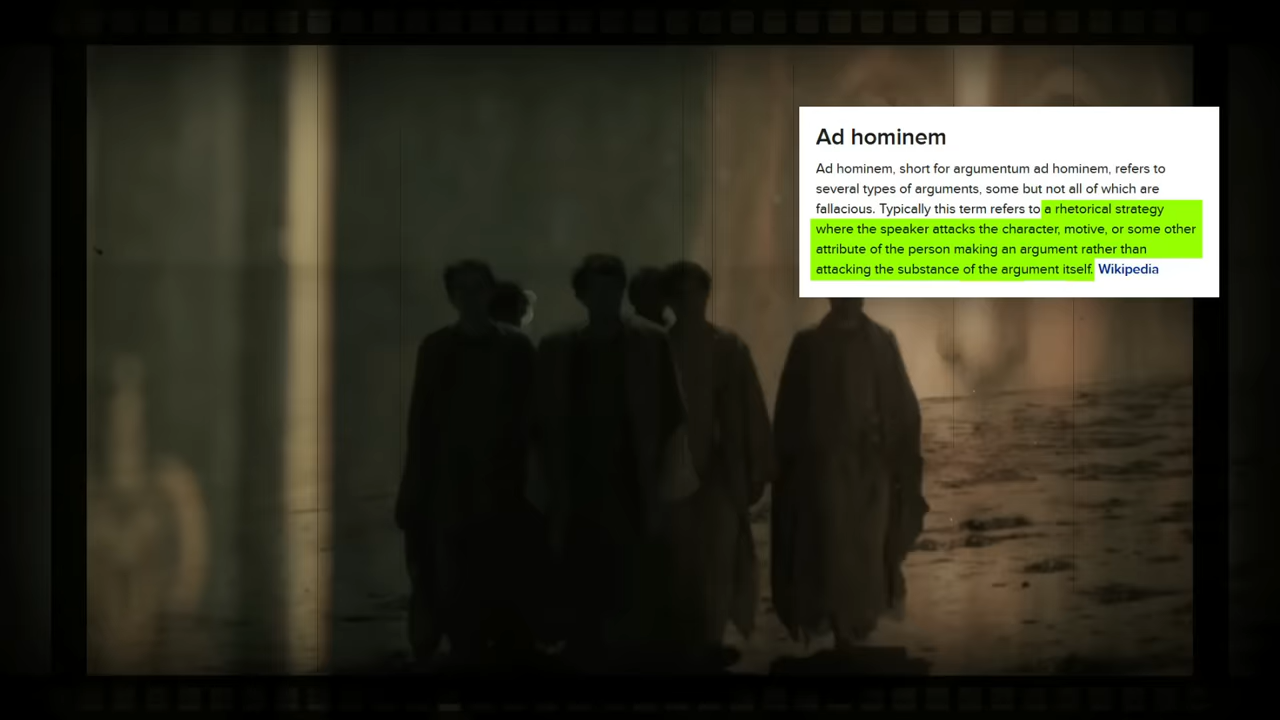 Ad hominem
Ad hominem, short for argumentum ad hominem, refers to
several types of arguments, some but not all of which are
fallacious. Typically this term refers to a rhetorical strategy
where the speaker attacks the character, motive, or some other
attribute of the person making an argument rather than
attacking the substance of the argument itself. Wikipedia